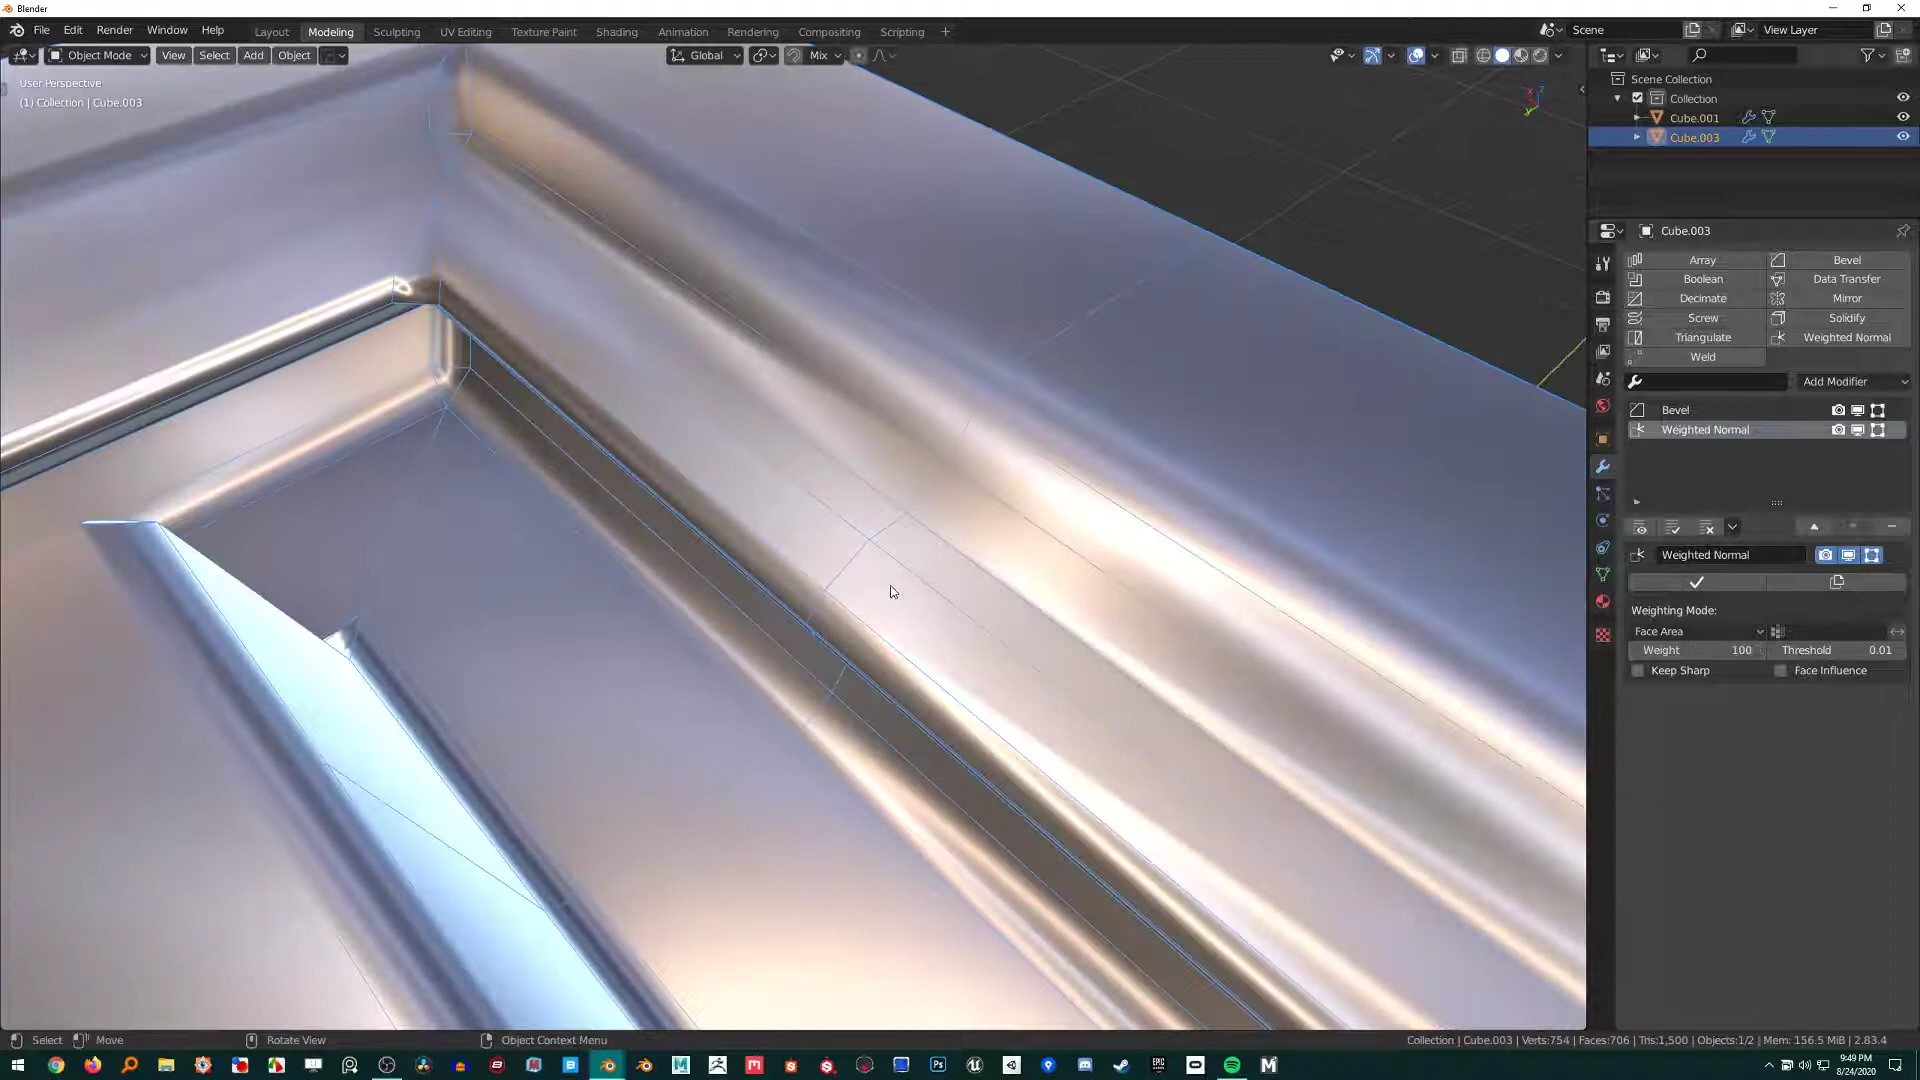 Blender
File Edit Render Window Help Layout Modeling Sculpting UV Editing Texture Paint Shading Animation Rendering Compositing Scripting + Scene View Layer
Object Mode View Select Add Object Global Mix
User Perspective
(1) Collection | Cube.003
Scene Collection
Collection
Cube.001
Cube.003
Cube.003
Array Bevel
Boolean Data Transfer
Decimate Mirror
Screw Solidify
Triangulate Weighted Normal
Weld
Add Modifier
Bevel
Weighted Normal
Weighted Normal
Weighting Mode:
Face Area
Weight 100 Threshold 0.01
Keep Sharp Face Influence
Select Move Rotate View Object Context Menu Collection | Cube.003 | Verts:754 | Faces:706 | Tris:1,500 | Objects:1/2 | Mem: 156.5 MiB | 2.83.4
9:49 PM
8/24/2020